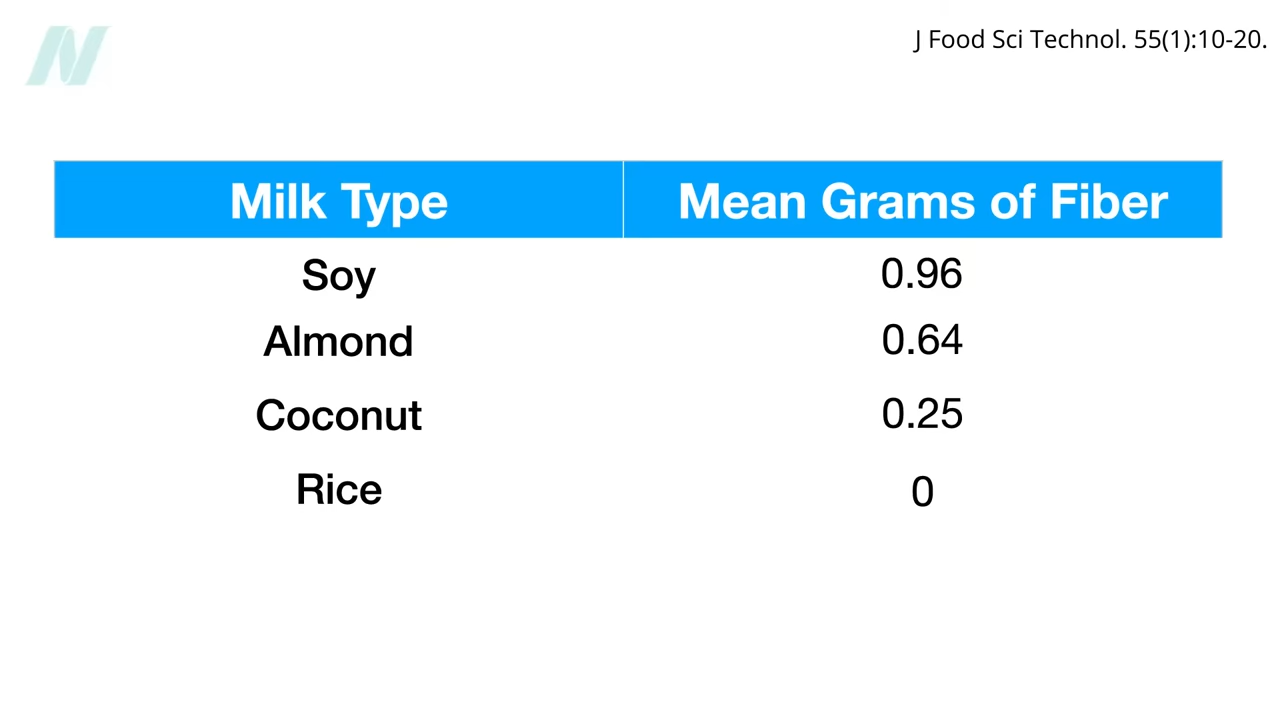 J Food Sci Technol. 55(1):10-20.
Milk Type Mean Grams of Fiber
Soy 0.96
Almond 0.64
Coconut 0.25
Rice 0